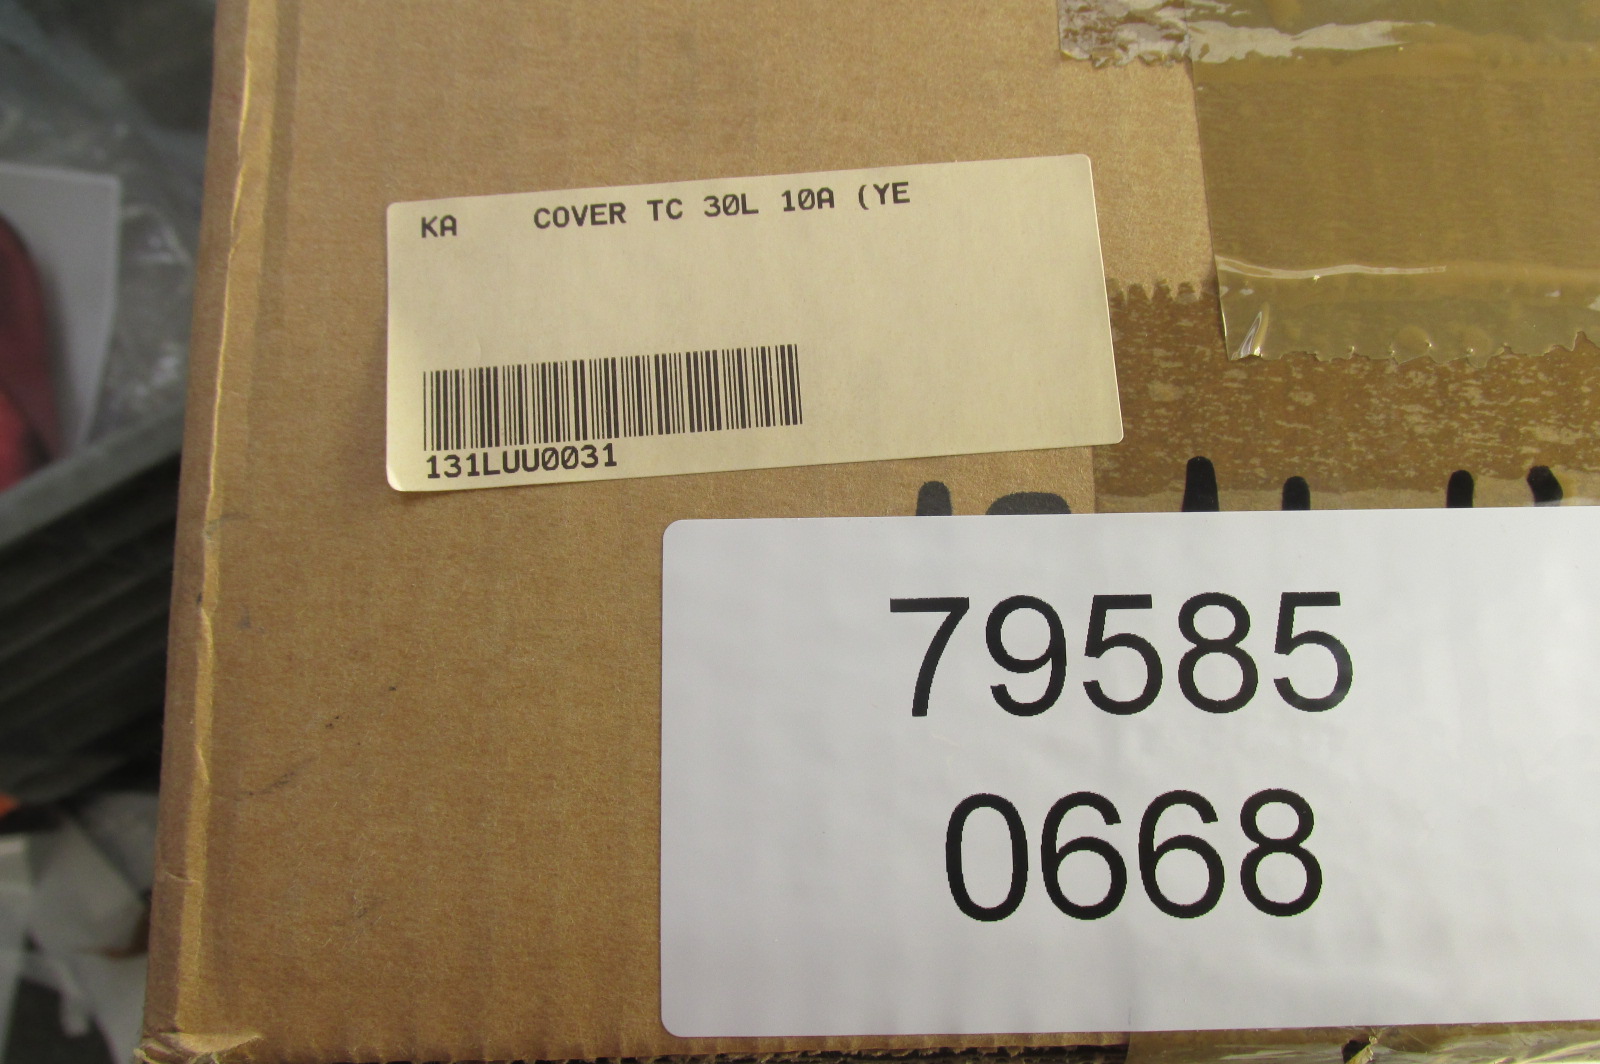 KA COVER TC 30L 10A (YE
131LUU0031
79585
0668